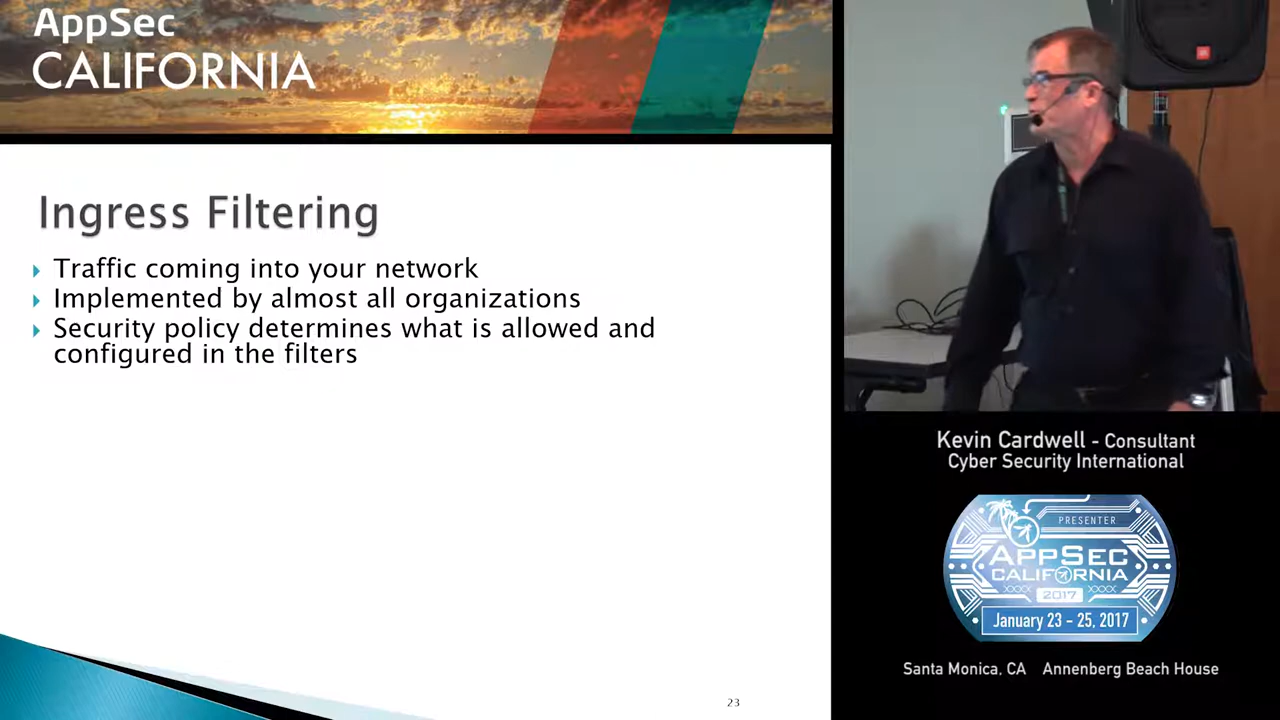 AppSec
CALIFORNIA
Ingress Filtering
Traffic coming into your network
Implemented by almost all organizations
Security policy determines what is allowed and
configured in the filters
23
Kevin Cardwell - Consultant
Cyber Security International
PRESENTER
APPSEC
CALIFORNIA
2017
January 23 - 25, 2017
Santa Monica, CA Annenberg Beach House